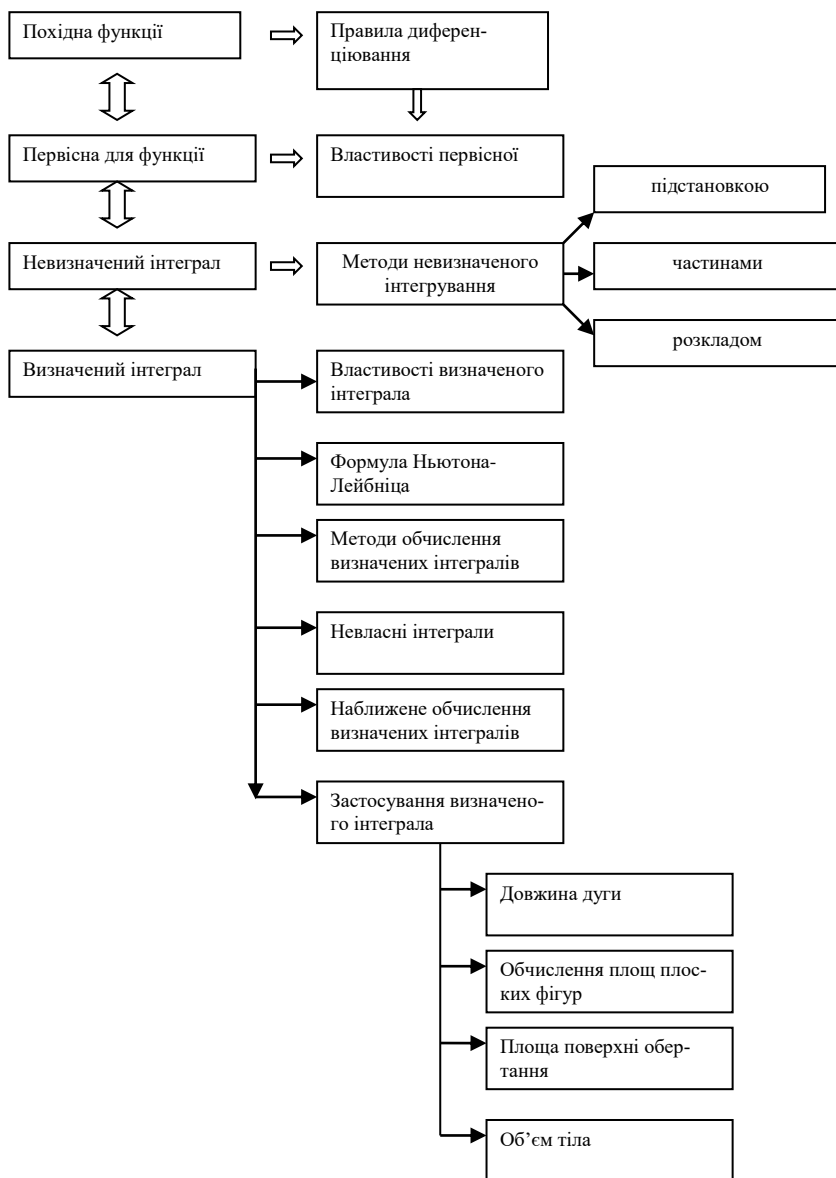 Похідна функції
Правила диферен-
ціювання
Первісна для функції
Властивості первісної
підстановкою
Невизначений інтеграл
Методи невизначеного
інтегрування
частинами
розкладом
Визначений інтеграл
Властивості визначеного
інтеграла
Формула Ньютона-
Лейбніца
Методи обчислення
визначених інтегралів
Невласні інтеграли
Наближене обчислення
визначених інтегралів
Застосування визначено-
го інтеграла
Довжина дуги
Обчислення площ плос-
ких фігур
Площа поверхні обер-
тання
Об’єм тіла